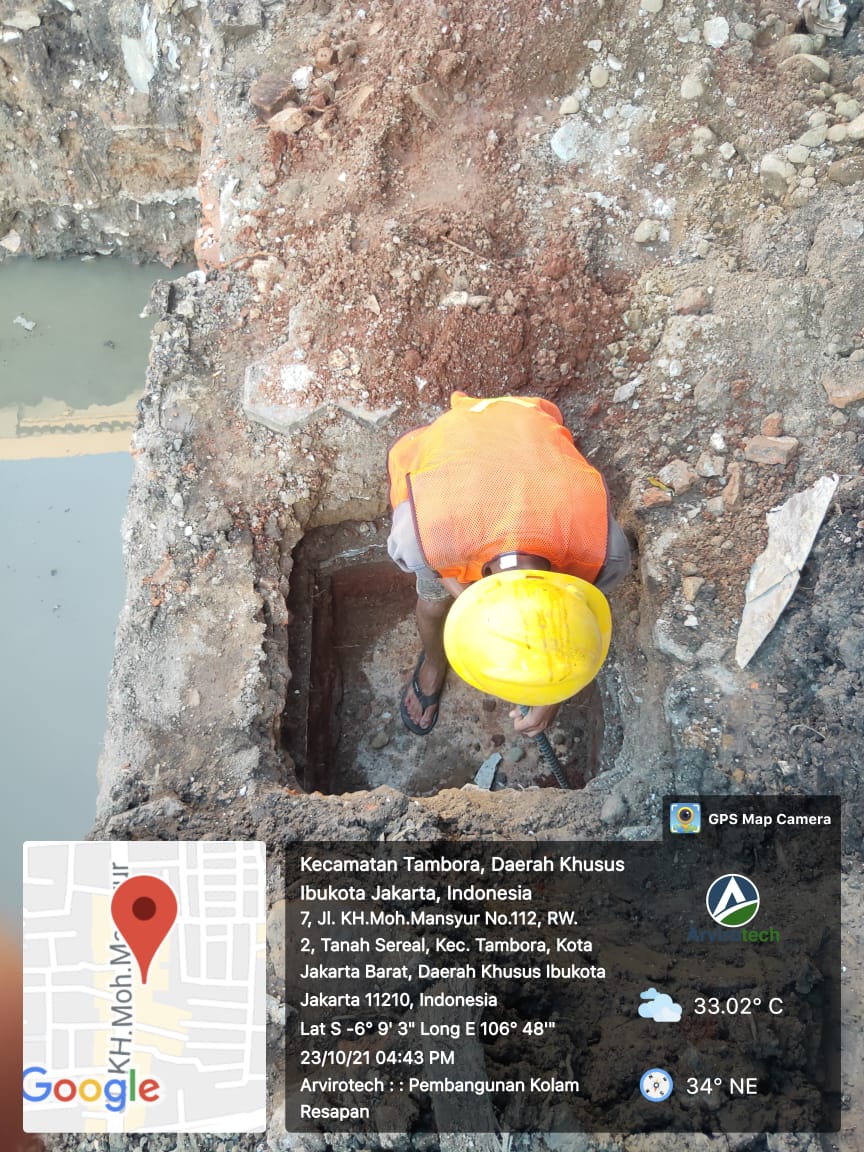 GPS Map Camera
Kecamatan Tambora, Daerah Khusus
Ibukota Jakarta, Indonesia
7, Jl. KH.Moh.Mansyur No.112, RW.
2, Tanah Sereal, Kec. Tambora, Kota
Jakarta Barat, Daerah Khusus Ibukota
Jakarta 11210, Indonesia
Lat S -6° 9' 3" Long E 106° 48'"
23/10/21 04:43 PM
Arvirotech : : Pembangunan Kolam
Resapan
Arvirotech
33.02° C
34° NE
KH.Moh.Mansyur
Google